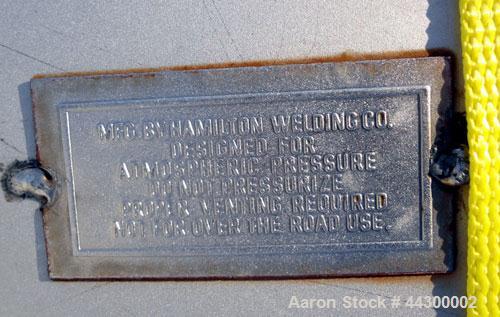 MFG. BY HAMILTON WELDING CO.
DESIGNED FOR
ATMOSPHERIC PRESSURE
DO NOT PRESSURIZE
PROPER VENTING REQUIRED
NOT FOR OVER THE ROAD USE.
Aaron Stock # 44300002